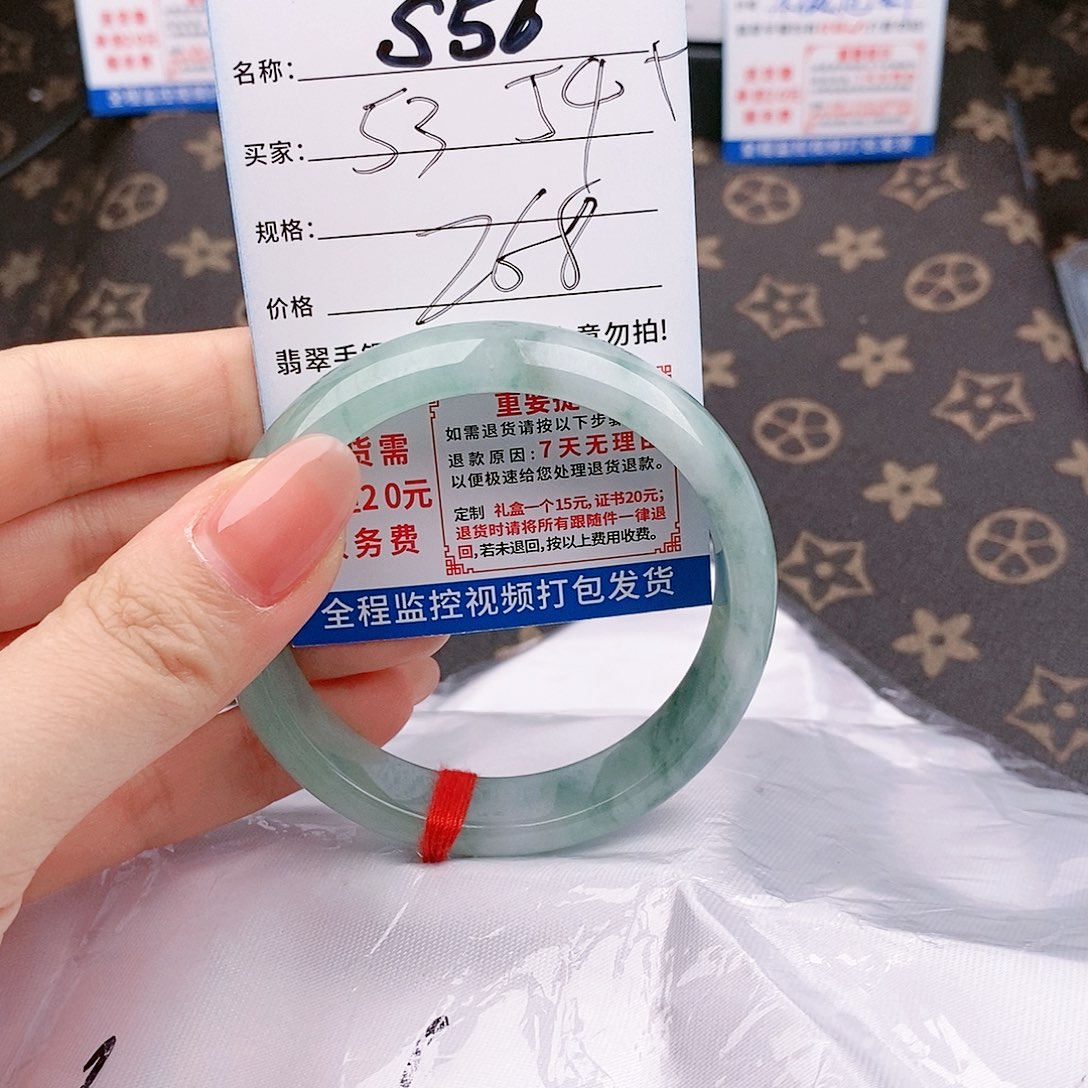 S56
名称：
53 54
买家：
规格：
268
价格
翡翠手 意勿拍！
货需
20元
务费
重要提
如需退货请按以下步
退款原因：7天无理由
以便极速给您处理退货退款。
定制 礼盒一个15元，证书20元；
退货时请将所有跟随件一律退
回，若未退回，按以上费用收费。
全程监控视频打包发货